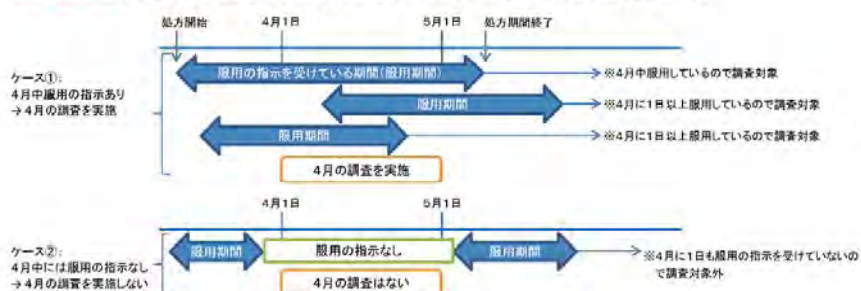 処方開始 4月1日 5月1日 処方期間終了
ケース①:
4月中服用の指示あり
→ 4月の調査を実施
服用の指示を受けている期間(服用期間)
※4月中服用しているので調査対象
服用期間
※4月に1日以上服用しているので調査対象
服用期間
※4月に1日以上服用しているので調査対象
4月の調査を実施
4月1日 5月1日
ケース②:
4月中には服用の指示なし
→ 4月の調査を実施しない
服用期間 服用の指示なし 服用期間
※4月に1日も服用の指示を受けていないの
で調査対象外
4月の調査はない